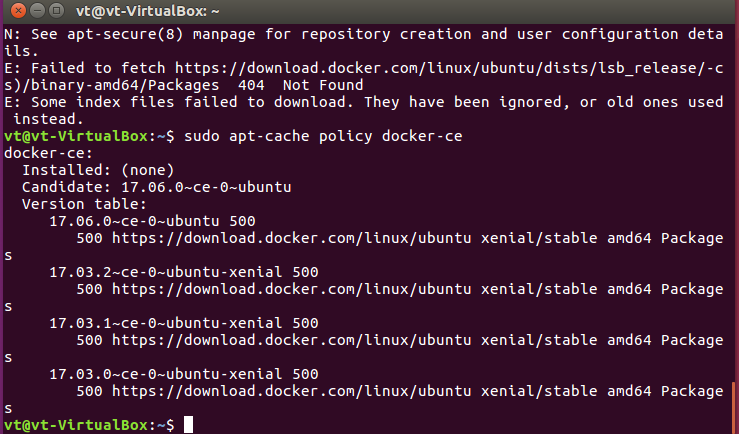 vt@vt-VirtualBox: ~
N: See apt-secure(8) manpage for repository creation and user configuration deta
ils.
E: Failed to fetch https://download.docker.com/linux/ubuntu/dists/lsb_release/-c
s)/binary-amd64/Packages  404  Not Found
E: Some index files failed to download. They have been ignored, or old ones used
 instead.
vt@vt-VirtualBox:~$ sudo apt-cache policy docker-ce
docker-ce:
  Installed: (none)
  Candidate: 17.06.0~ce-0~ubuntu
  Version table:
     17.06.0~ce-0~ubuntu 500
        500 https://download.docker.com/linux/ubuntu xenial/stable amd64 Package
s
     17.03.2~ce-0~ubuntu-xenial 500
        500 https://download.docker.com/linux/ubuntu xenial/stable amd64 Package
s
     17.03.1~ce-0~ubuntu-xenial 500
        500 https://download.docker.com/linux/ubuntu xenial/stable amd64 Package
s
     17.03.0~ce-0~ubuntu-xenial 500
        500 https://download.docker.com/linux/ubuntu xenial/stable amd64 Package
s
vt@vt-VirtualBox:~$